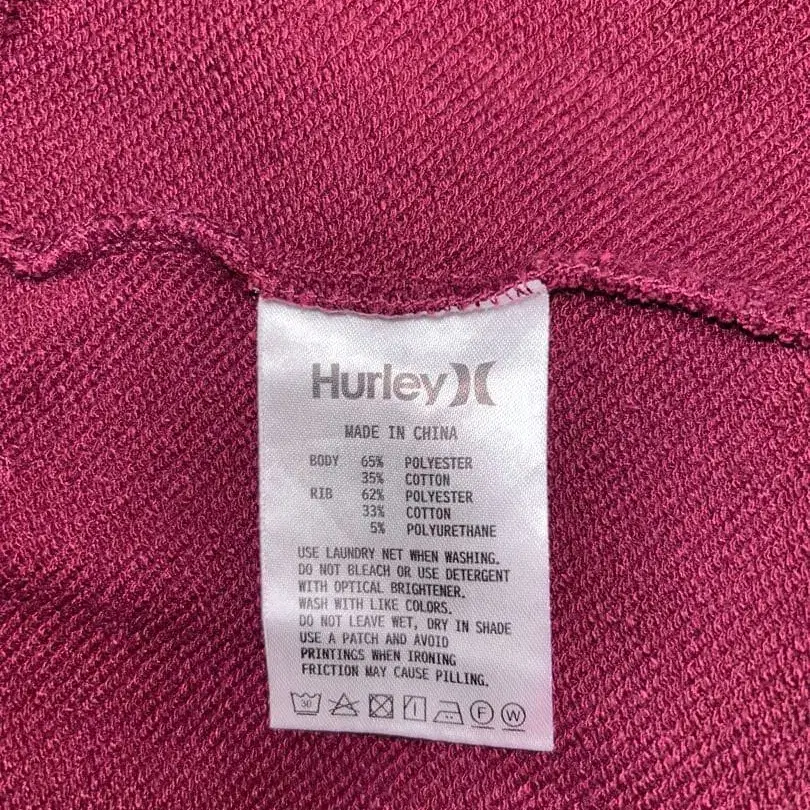 Hurley
MADE IN CHINA
BODY 65% POLYESTER
35% COTTON
RIB 62% POLYESTER
33% COTTON
5% POLYURETHANE
USE LAUNDRY NET WHEN WASHING.
DO NOT BLEACH OR USE DETERGENT
WITH OPTICAL BRIGHTENER.
WASH WITH LIKE COLORS.
DO NOT LEAVE WET, DRY IN SHADE
USE A PATCH AND AVOID
PRINTINGS WHEN IRONING
FRICTION MAY CAUSE PILLING.
30 F W